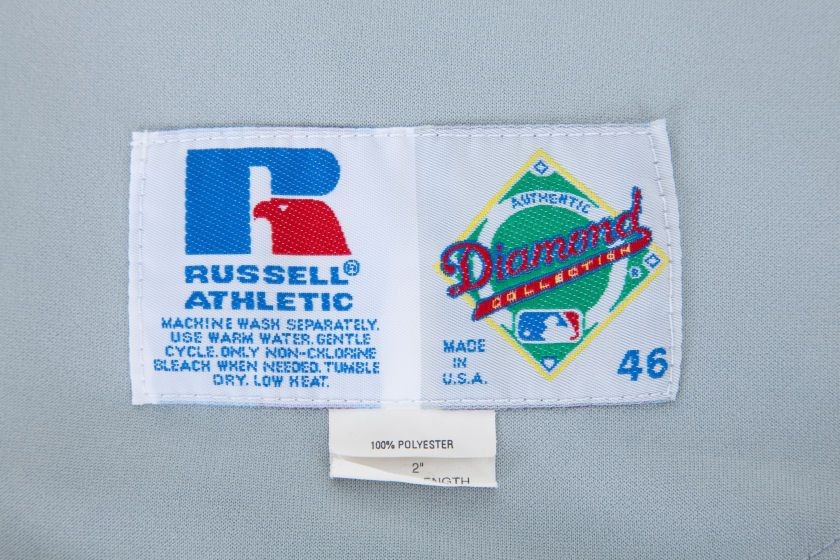 RUSSELL®
ATHLETIC
MACHINE WASH SEPARATELY.
USE WARM WATER. GENTLE
CYCLE. ONLY NON-CHLORINE
BLEACH WHEN NEEDED. TUMBLE
DRY. LOW HEAT.
AUTHENTIC
Diamond
COLLECTION
®
MADE
IN
U.S.A.
46
100% POLYESTER
2"